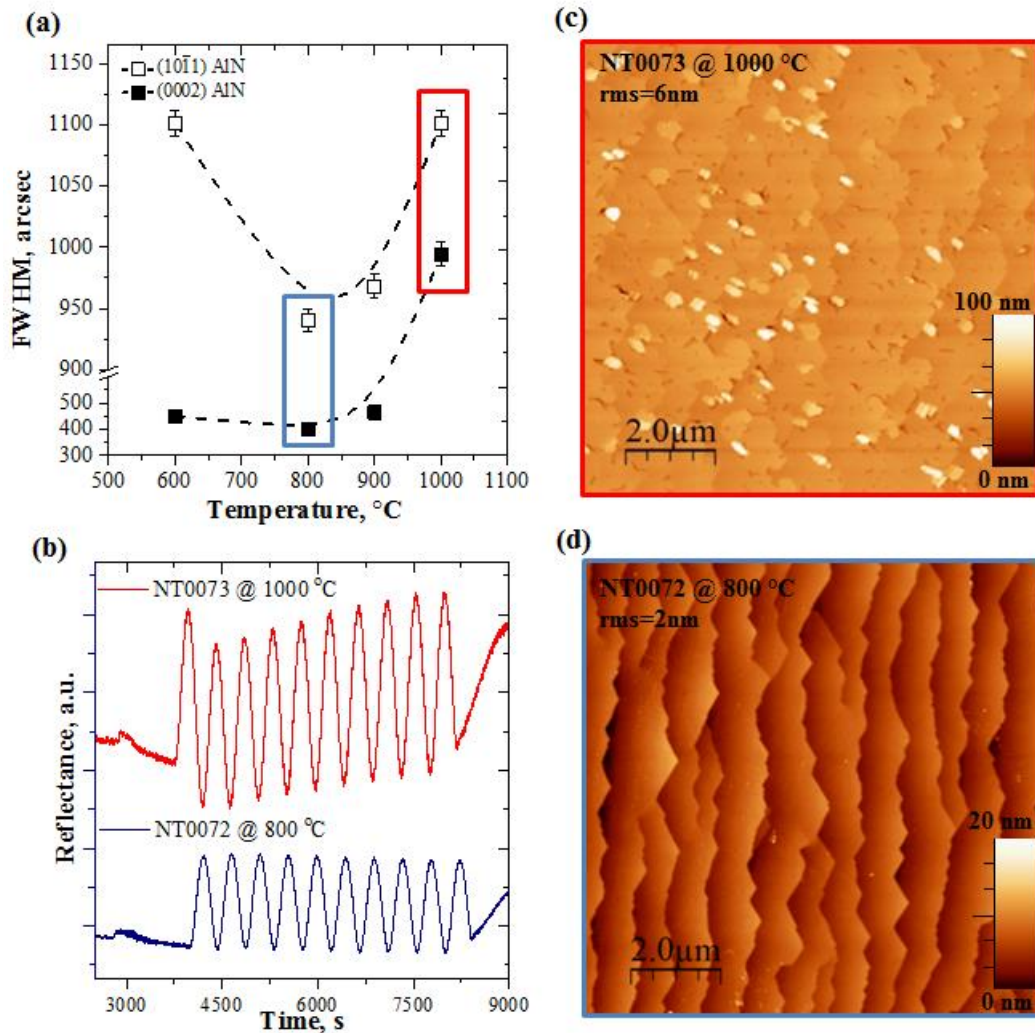 (a)
1150
1100
1050
1000
950
900
500
400
300
(101̄1) AlN
(0002) AlN
FWHM, arcsec
500 600 700 800 900 1000 1100
Temperature, °C
(b)
NT0073 @ 1000 °C
NT0072 @ 800 °C
Reflectance, a.u.
3000 4500 6000 7500 9000
Time, s
(c)
NT0073 @ 1000 °C
rms=6nm
100 nm
2.0µm
0 nm
(d)
NT0072 @ 800 °C
rms=2nm
20 nm
2.0µm
0 nm